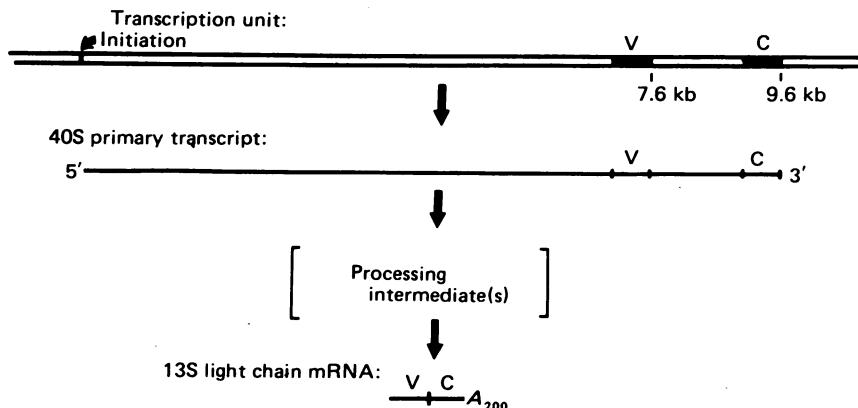 Transcription unit:
Initiation
V C
7.6 kb 9.6 kb
40S primary transcript:
V C
5′ 3′
Processing
intermediate(s)
13S light chain mRNA:
V C
A200